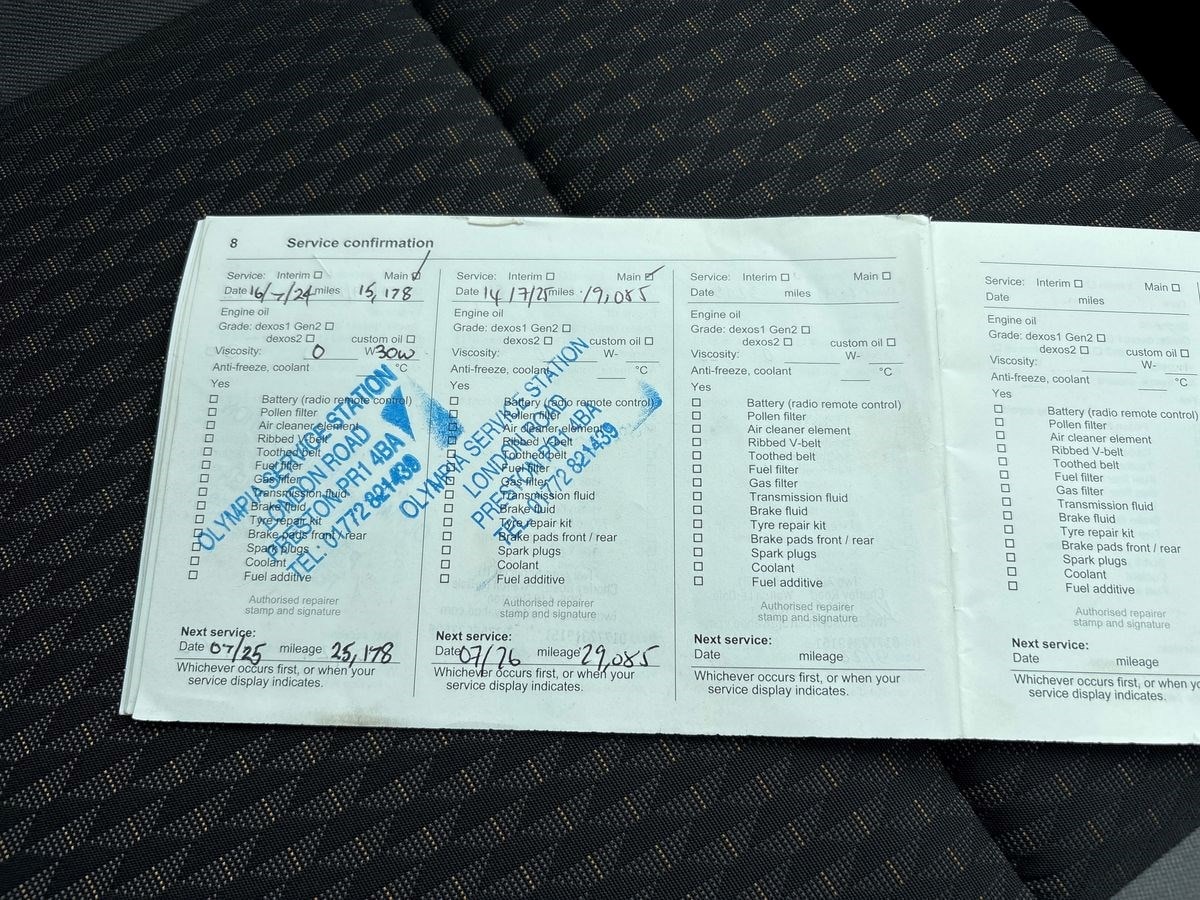 8 Service confirmation
Service: Interim Main
Date 16/7/24 miles 15,178
Engine oil
Grade: dexos1 Gen2
dexos2 custom oil
Viscosity: 0 W 30W
Anti-freeze, coolant °C
Yes
Battery (radio remote control)
Pollen filter
Air cleaner element
Ribbed V-belt
Toothed belt
Fuel filter
Gas filter
Transmission fluid
Brake fluid
Tyre repair kit
Brake pads front / rear
Spark plugs
Coolant
Fuel additive
OLYMPIA SERVICE STATION
LONDON ROAD
PRESTON PR1 4BA
TEL: 01772 821439
Authorised repairer
stamp and signature
Next service:
Date 07/25 mileage 25,178
Whichever occurs first, or when your
service display indicates.
Service: Interim Main
Date 14/7/25 miles 19,085
Engine oil
Grade: dexos1 Gen2
dexos2 custom oil
Viscosity: W-
Anti-freeze, coolant °C
Yes
Battery (radio remote control)
Pollen filter
Air cleaner element
Ribbed V-belt
Toothed belt
Fuel filter
Gas filter
Transmission fluid
Brake fluid
Tyre repair kit
Brake pads front / rear
Spark plugs
Coolant
Fuel additive
OLYMPIA SERVICE STATION
LONDON ROAD
PRESTON PR1 4BA
TEL: 01772 821439
Authorised repairer
stamp and signature
Next service:
Date 07/26 mileage 29,085
Whichever occurs first, or when your
service display indicates.
Service: Interim Main
Date miles
Engine oil
Grade: dexos1 Gen2
dexos2 custom oil
Viscosity: W-
Anti-freeze, coolant °C
Yes
Battery (radio remote control)
Pollen filter
Air cleaner element
Ribbed V-belt
Toothed belt
Fuel filter
Gas filter
Transmission fluid
Brake fluid
Tyre repair kit
Brake pads front / rear
Spark plugs
Coolant
Fuel additive
Authorised repairer
stamp and signature
Next service:
Date mileage
Whichever occurs first, or when your
service display indicates.
Service: Interim Main
Date miles
Engine oil
Grade: dexos1 Gen2
dexos2 custom oil
Viscosity: W-
Anti-freeze, coolant °C
Yes
Battery (radio remote control)
Pollen filter
Air cleaner element
Ribbed V-belt
Toothed belt
Fuel filter
Gas filter
Transmission fluid
Brake fluid
Tyre repair kit
Brake pads front / rear
Spark plugs
Coolant
Fuel additive
Authorised repairer
stamp and signature
Next service:
Date mileage
Whichever occurs first, or when
service display indicates.